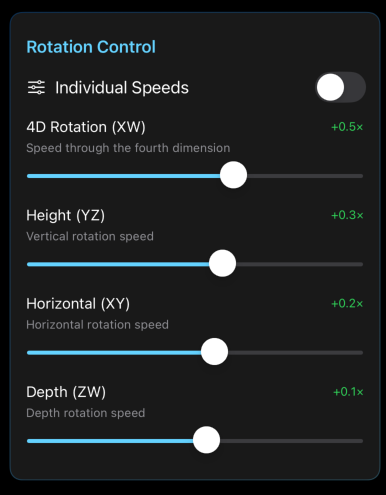 Rotation Control
Individual Speeds
4D Rotation (XW) +0.5×
Speed through the fourth dimension
Height (YZ) +0.3×
Vertical rotation speed
Horizontal (XY) +0.2×
Horizontal rotation speed
Depth (ZW) +0.1×
Depth rotation speed